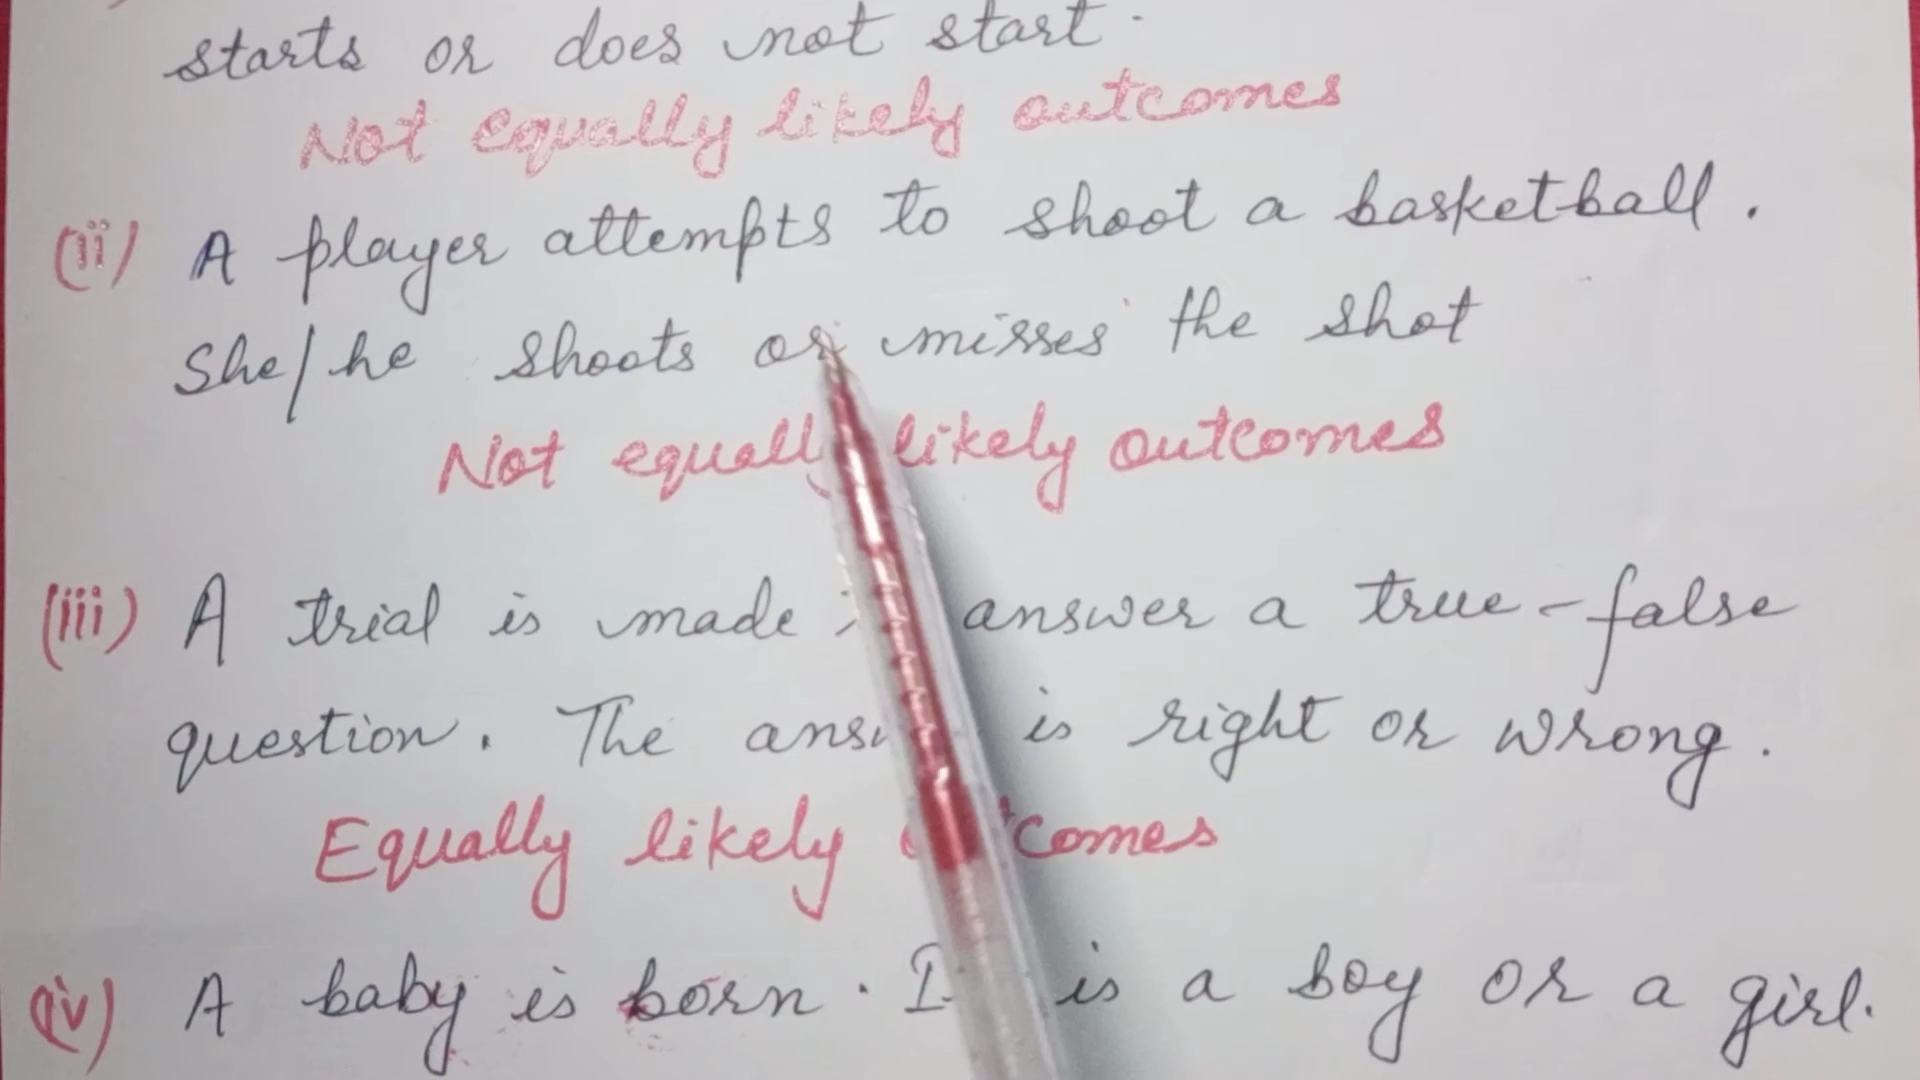 starts or does not start.
Not equally likely outcomes
(ii) A player attempts to shoot a basketball.
She/he shoots or misses the shot
Not equally likely outcomes
(iii) A trial is made answer a true-false
question. The is right or wrong.
Equally likely outcomes
(iv) A baby is born. is a boy or a girl.